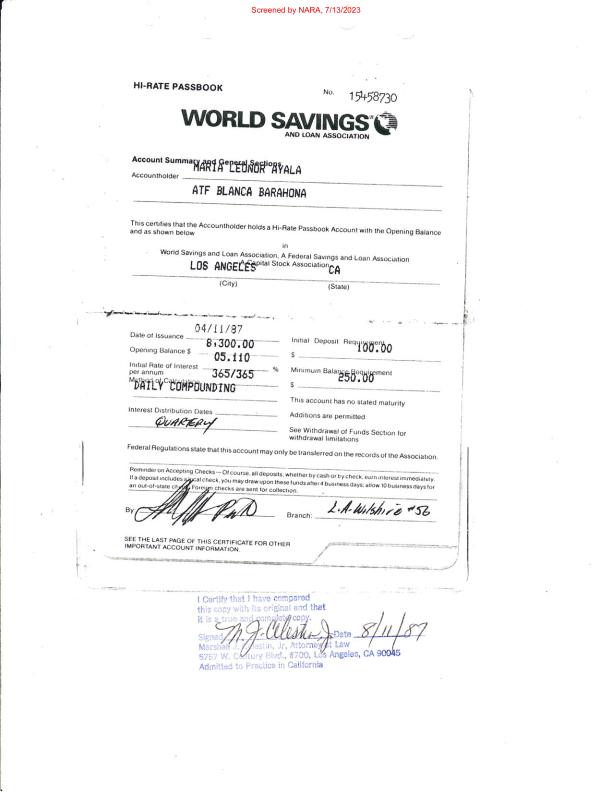 Screened by NARA, 7/13/2023
HI-RATE PASSBOOK
No. 15458730
WORLD SAVINGS
AND LOAN ASSOCIATION
Account Summary and General Sections
MARIA LEONOR AYALA
Accountholder
ATF BLANCA BARAHONA
This certifies that the Accountholder holds a Hi-Rate Passbook Account with the Opening Balance
and as shown below
in
World Savings and Loan Association, A Federal Savings and Loan Association
A Capital Stock Association
LOS ANGELES CA
(City) (State)
Date of Issuance 04/11/87
Opening Balance $ 8,300.00
Initial Rate of Interest 05.110 %
per annum
Method of Calculation 365/365
DAILY COMPOUNDING
Interest Distribution Dates
QUARTERLY
Initial Deposit Requirement
$ 100.00
Minimum Balance Requirement
$ 250.00
This account has no stated maturity
Additions are permitted
See Withdrawal of Funds Section for
withdrawal limitations
Federal Regulations state that this account may only be transferred on the records of the Association.
Reminder on Accepting Checks — Of course, all deposits, whether by cash or by check, earn interest immediately.
If a deposit includes a local check, you may draw upon these funds after 4 business days; allow 10 business days for
an out-of-state check. Foreign checks are sent for collection.
By Branch: L.A. Wilshire #56
SEE THE LAST PAGE OF THIS CERTIFICATE FOR OTHER
IMPORTANT ACCOUNT INFORMATION.
I Certify that I have compared
this copy with its original and that
it is a true and complete copy.
Signed Date 8/11/87
Marshall J. Jr, Attorney at Law
5757 W. Century Blvd., #700, Los Angeles, CA 90045
Admitted to Practice in California